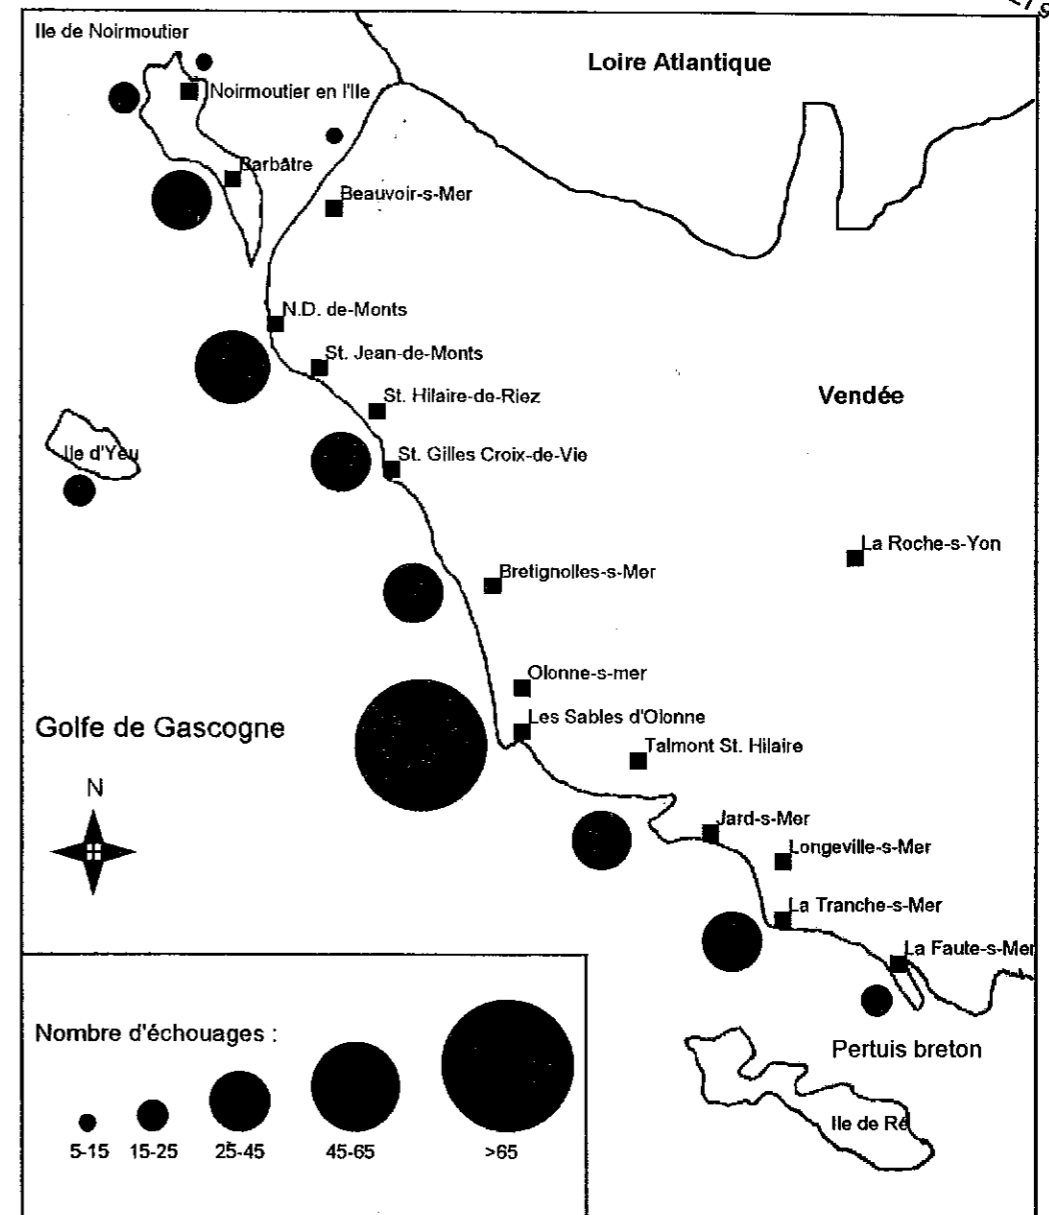 Ile de Noirmoutier
Loire Atlantique
Noirmoutier en l'Ile
Barbâtre
Beauvoir-s-Mer
N.D. de-Monts
St. Jean-de-Monts
Vendée
St. Hilaire-de-Riez
Ile d'Yeu
St. Gilles Croix-de-Vie
La Roche-s-Yon
Bretignolles-s-Mer
Olonne-s-mer
Les Sables d'Olonne
Golfe de Gascogne
Talmont St. Hilaire
N
Jard-s-Mer
Longeville-s-Mer
La Tranche-s-Mer
La Faute-s-Mer
Nombre d'échouages :
Pertuis breton
Ile de Ré
5-15 15-25 25-45 45-65 >65